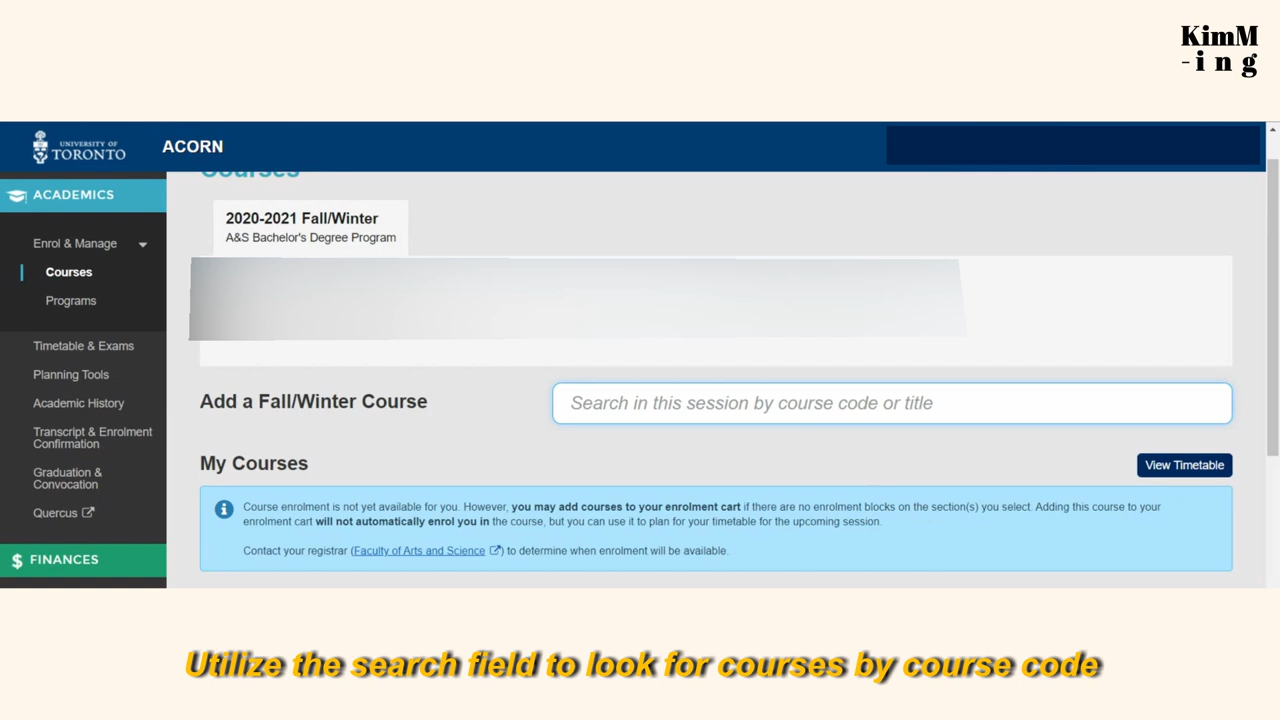 KimM
-ing
UNIVERSITY OF
TORONTO
ACORN
ACADEMICS
Enrol & Manage
Courses
Programs
Timetable & Exams
Planning Tools
Academic History
Transcript & Enrolment
Confirmation
Graduation &
Convocation
Quercus
$ FINANCES
Courses
2020-2021 Fall/Winter
A&S Bachelor's Degree Program
Add a Fall/Winter Course
Search in this session by course code or title
My Courses
View Timetable
Course enrolment is not yet available for you. However, you may add courses to your enrolment cart if there are no enrolment blocks on the section(s) you select. Adding this course to your
enrolment cart will not automatically enrol you in the course, but you can use it to plan for your timetable for the upcoming session.
Contact your registrar (Faculty of Arts and Science ) to determine when enrolment will be available.
Utilize the search field to look for courses by course code